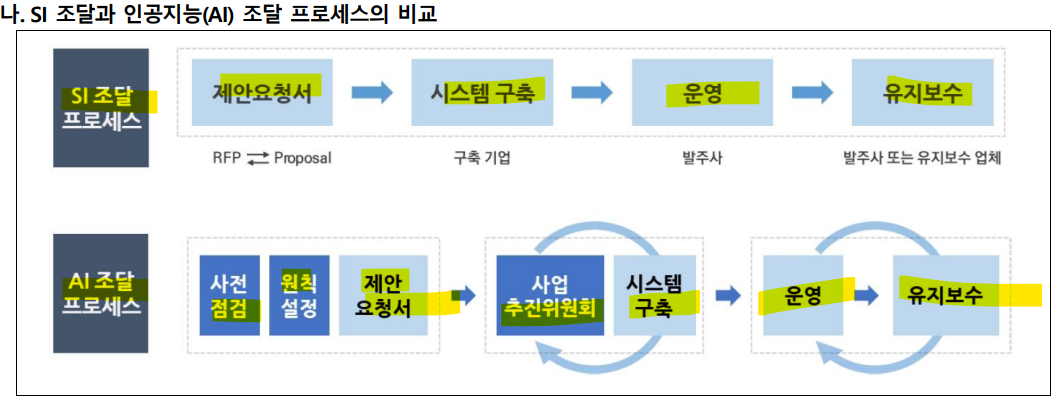 나. SI 조달과 인공지능(AI) 조달 프로세스의 비교
SI 조달
프로세스
제안요청서
시스템 구축
운영
유지보수
RFP ⇄ Proposal
구축 기업
발주사
발주사 또는 유지보수 업체
AI 조달
프로세스
사전
점검
원칙
설정
제안
요청서
사업
추진위원회
시스템
구축
운영
유지보수